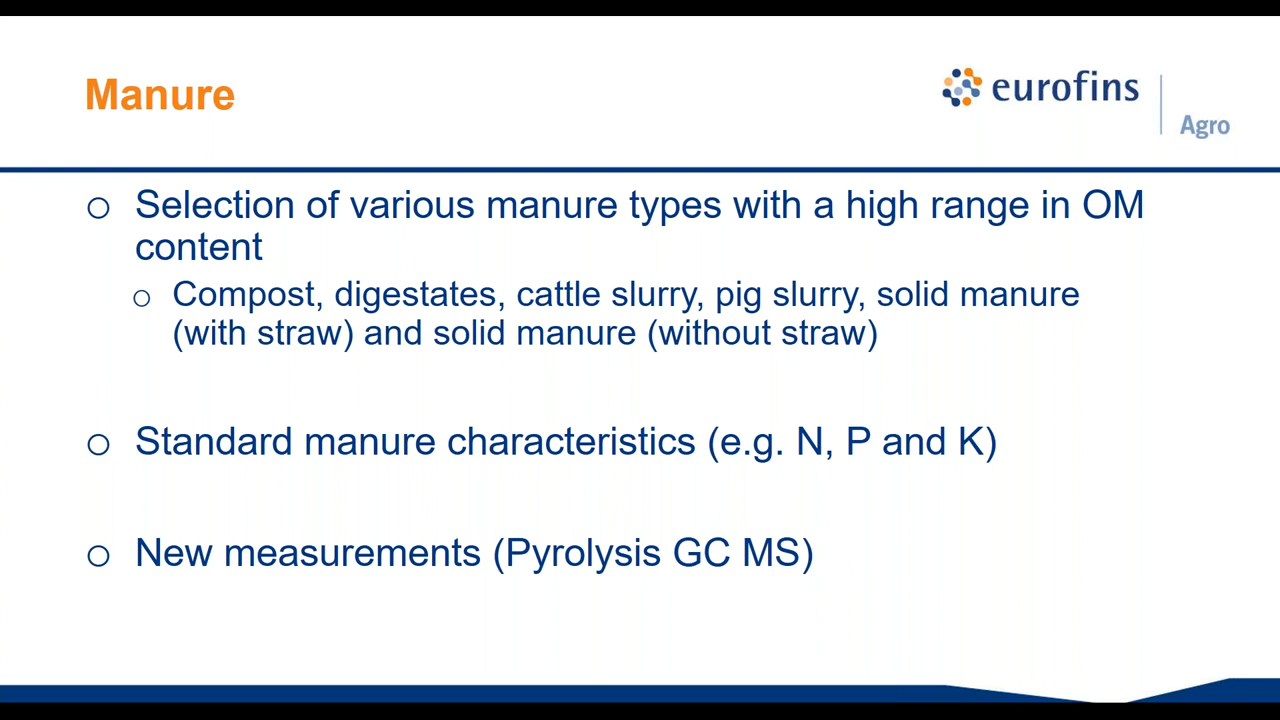 Manure
eurofins
Agro
o Selection of various manure types with a high range in OM
content
o Compost, digestates, cattle slurry, pig slurry, solid manure
(with straw) and solid manure (without straw)
o Standard manure characteristics (e.g. N, P and K)
o New measurements (Pyrolysis GC MS)